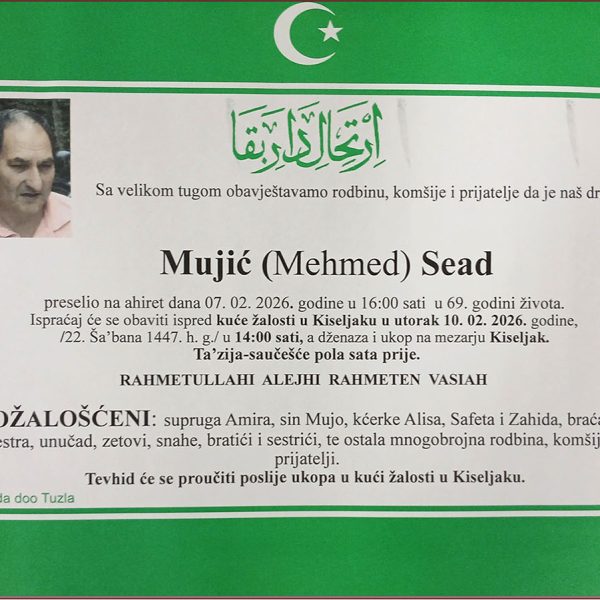 اِرْتِحَالِ دَارِ بَقَا
Sa velikom tugom obavještavamo rodbinu, komšije i prijatelje da je naš dr
Mujić (Mehmed) Sead
preselio na ahiret dana 07. 02. 2026. godine u 16:00 sati u 69. godini života.
Ispraćaj će se obaviti ispred kuće žalosti u Kiseljaku u utorak 10. 02. 2026. godine,
/22. Ša'bana 1447. h. g./ u 14:00 sati, a dženaza i ukop na mezarju Kiseljak.
Ta'zija-saučešće pola sata prije.
RAHMETULLAHI ALEJHI RAHMETEN VASIAH
OŽALOŠĆENI: supruga Amira, sin Mujo, kćerke Alisa, Safeta i Zahida, braća
estra, unučad, zetovi, snahe, bratići i sestrići, te ostala mnogobrojna rodbina, komšij
prijatelji.
Tevhid će se proučiti poslije ukopa u kući žalosti u Kiseljaku.
da doo Tuzla